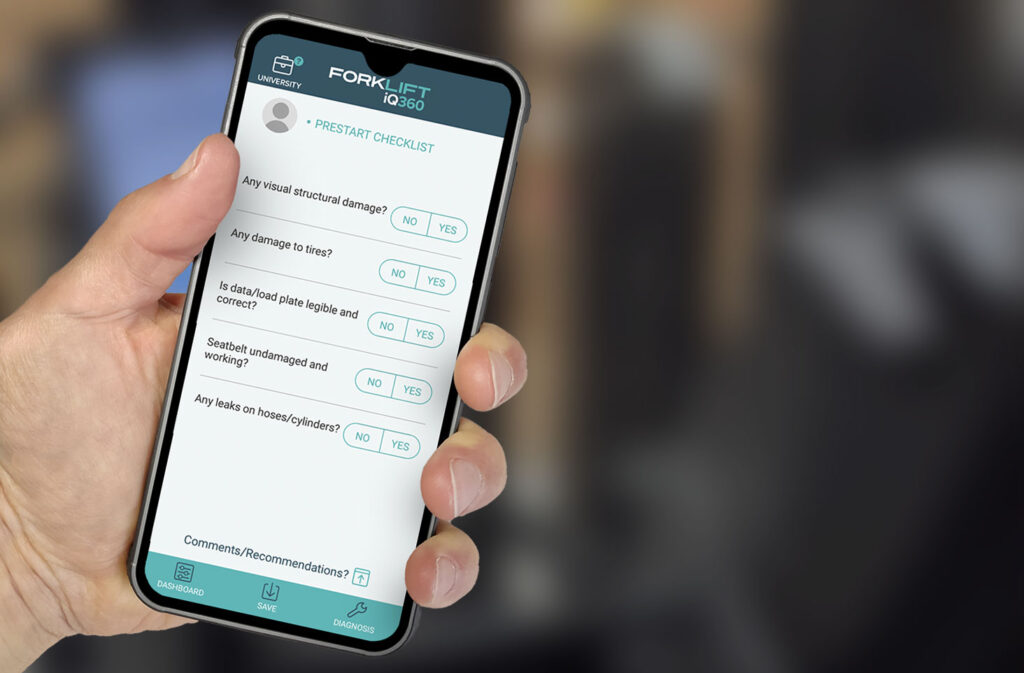 UNIVERSITY
?
FORKLIFT
iQ360
• PRESTART CHECKLIST
Any visual structural damage?
NO YES
Any damage to tires?
NO YES
Is data/load plate legible and
correct?
NO YES
Seatbelt undamaged and
working?
NO YES
Any leaks on hoses/cylinders?
NO YES
Comments/Recommendations?
DASHBOARD
SAVE
DIAGNOSIS